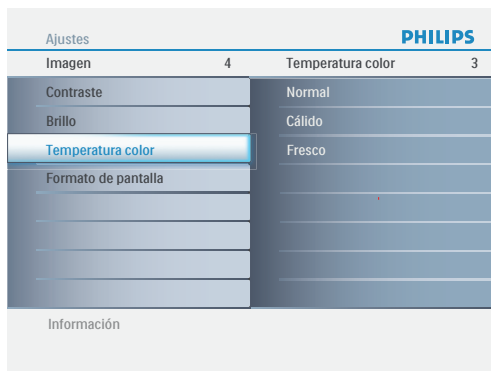 Ajustes
PHILIPS
Imagen 4
Temperatura color 3
Contraste
Normal
Brillo
Cálido
Temperatura color
Fresco
Formato de pantalla
Información